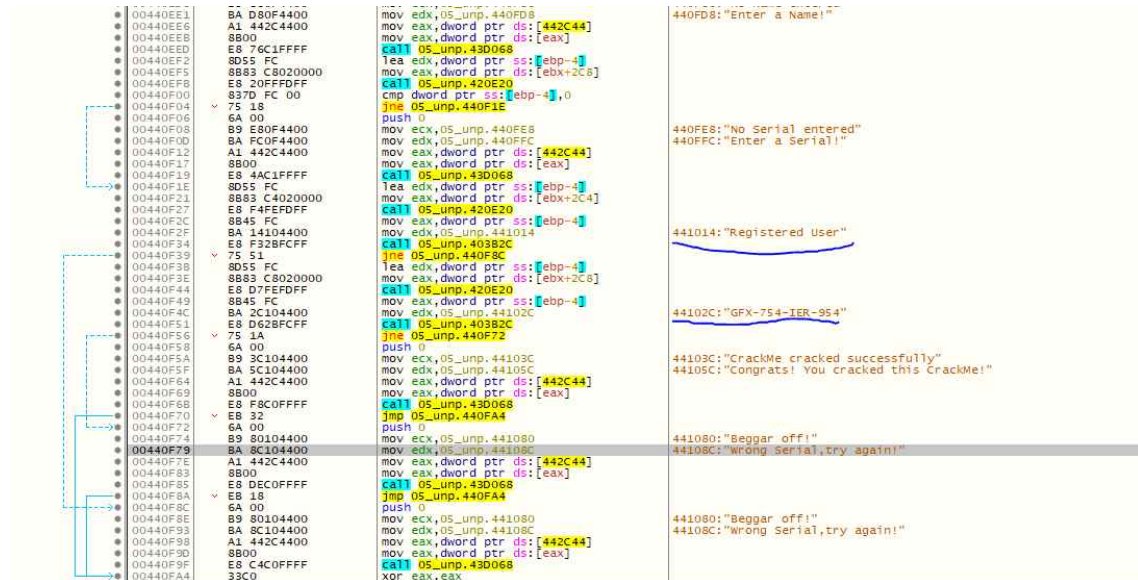 00440EE1 BA D80F4400 mov edx,05_unp.440FD8 440FD8:"Enter a Name!"
00440EE6 A1 442C4400 mov eax,dword ptr ds:[442C44]
00440EEB 8B00 mov eax,dword ptr ds:[eax]
00440EED E8 76C1FFFF call 05_unp.43D068
00440EF2 8D55 FC lea edx,dword ptr ss:[ebp-4]
00440EF5 8B83 C8020000 mov eax,dword ptr ds:[ebx+2C8]
00440EFB E8 20FFFDFF call 05_unp.420E20
00440F00 837D FC 00 cmp dword ptr ss:[ebp-4],0
00440F04 75 18 jne 05_unp.440F1E
00440F06 6A 00 push 0
00440F08 B9 E80F4400 mov ecx,05_unp.440FE8 440FE8:"No Serial entered"
00440F0D BA FC0F4400 mov edx,05_unp.440FFC 440FFC:"Enter a Serial!"
00440F12 A1 442C4400 mov eax,dword ptr ds:[442C44]
00440F17 8B00 mov eax,dword ptr ds:[eax]
00440F19 E8 4AC1FFFF call 05_unp.43D068
00440F1E 8D55 FC lea edx,dword ptr ss:[ebp-4]
00440F21 8B83 C4020000 mov eax,dword ptr ds:[ebx+2C4]
00440F27 E8 F4FEFDFF call 05_unp.420E20
00440F2C 8B45 FC mov eax,dword ptr ss:[ebp-4]
00440F2F BA 14104400 mov edx,05_unp.441014 441014:"Registered User"
00440F34 E8 F32BFCFF call 05_unp.403B2C
00440F39 75 51 jne 05_unp.440F8C
00440F3B 8D55 FC lea edx,dword ptr ss:[ebp-4]
00440F3E 8B83 C8020000 mov eax,dword ptr ds:[ebx+2C8]
00440F44 E8 D7FEFDFF call 05_unp.420E20
00440F49 8B45 FC mov eax,dword ptr ss:[ebp-4]
00440F4C BA 2C104400 mov edx,05_unp.44102C 44102C:"GFX-754-IER-954"
00440F51 E8 D62BFCFF call 05_unp.403B2C
00440F56 75 1A jne 05_unp.440F72
00440F58 6A 00 push 0
00440F5A B9 3C104400 mov ecx,05_unp.44103C 44103C:"CrackMe cracked successfully"
00440F5F BA 5C104400 mov edx,05_unp.44105C 44105C:"Congrats! You cracked this CrackMe!"
00440F64 A1 442C4400 mov eax,dword ptr ds:[442C44]
00440F69 8B00 mov eax,dword ptr ds:[eax]
00440F6B E8 F8C0FFFF call 05_unp.43D068
00440F70 EB 32 jmp 05_unp.440FA4
00440F72 6A 00 push 0
00440F74 B9 80104400 mov ecx,05_unp.441080 441080:"Beggar off!"
00440F79 BA 8C104400 mov edx,05_unp.44108C 44108C:"Wrong Serial,try again!"
00440F7E A1 442C4400 mov eax,dword ptr ds:[442C44]
00440F83 8B00 mov eax,dword ptr ds:[eax]
00440F85 E8 DEC0FFFF call 05_unp.43D068
00440F8A EB 18 jmp 05_unp.440FA4
00440F8C 6A 00 push 0
00440F8E B9 80104400 mov ecx,05_unp.441080 441080:"Beggar off!"
00440F93 BA 8C104400 mov edx,05_unp.44108C 44108C:"Wrong Serial,try again!"
00440F98 A1 442C4400 mov eax,dword ptr ds:[442C44]
00440F9D 8B00 mov eax,dword ptr ds:[eax]
00440F9F E8 C4C0FFFF call 05_unp.43D068
00440FA4 33C0 xor eax,eax